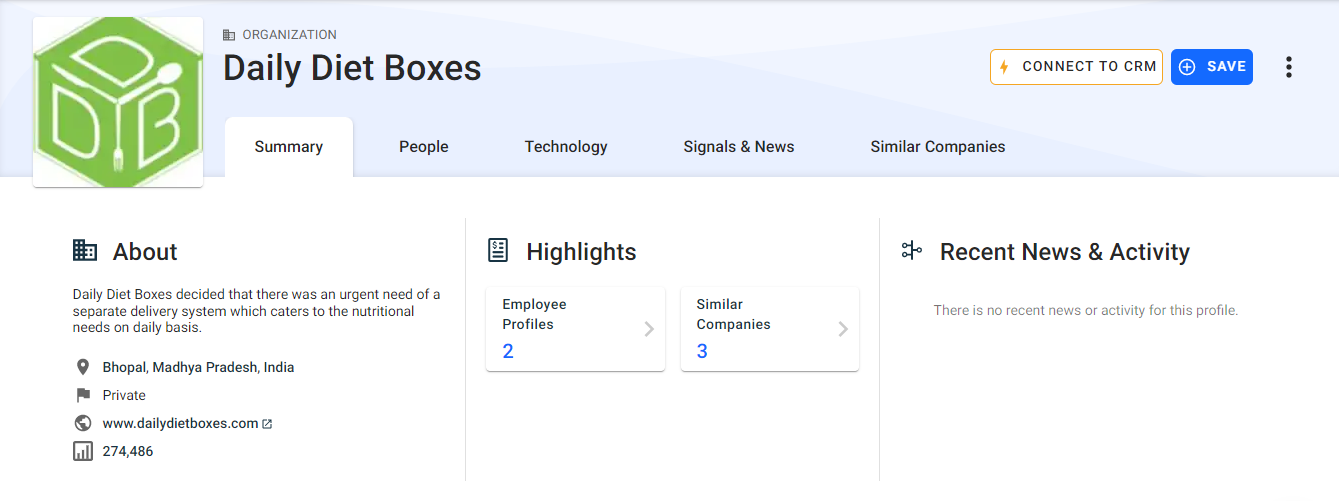 DDB
ORGANIZATION
Daily Diet Boxes
CONNECT TO CRM
SAVE
Summary
People
Technology
Signals & News
Similar Companies
About
Daily Diet Boxes decided that there was an urgent need of a
separate delivery system which caters to the nutritional
needs on daily basis.
Bhopal, Madhya Pradesh, India
Private
www.dailydietboxes.com
274,486
Highlights
Employee
Profiles
2
Similar
Companies
3
Recent News & Activity
There is no recent news or activity for this profile.